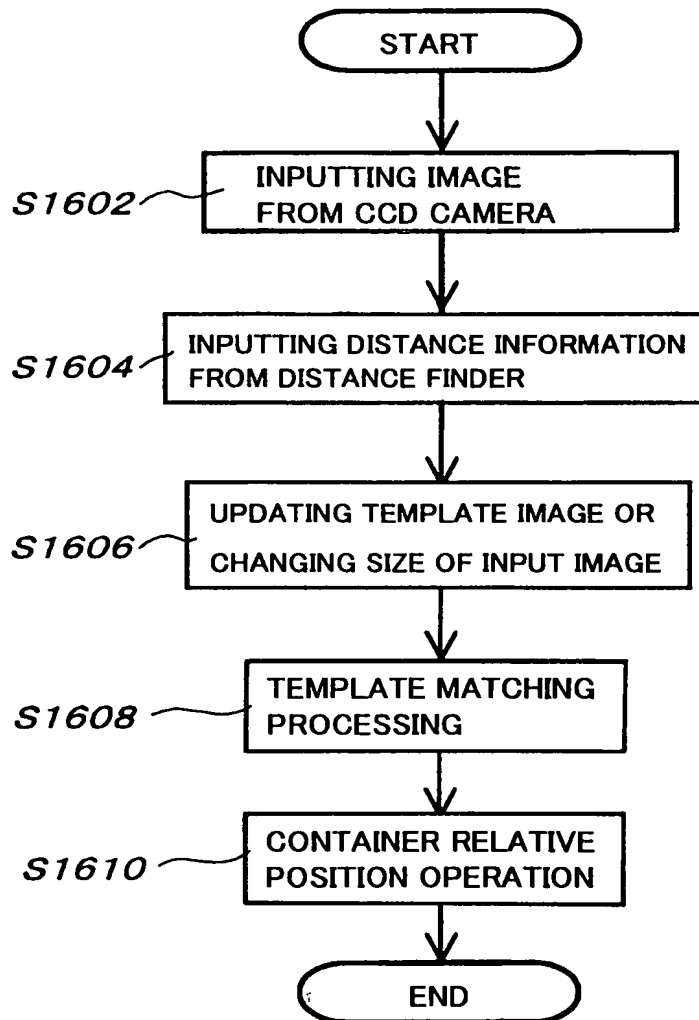 START
S1602
INPUTTING IMAGE
FROM CCD CAMERA
S1604
INPUTTING DISTANCE INFORMATION
FROM DISTANCE FINDER
S1606
UPDATING TEMPLATE IMAGE OR
CHANGING SIZE OF INPUT IMAGE
S1608
TEMPLATE MATCHING
PROCESSING
S1610
CONTAINER RELATIVE
POSITION OPERATION
END